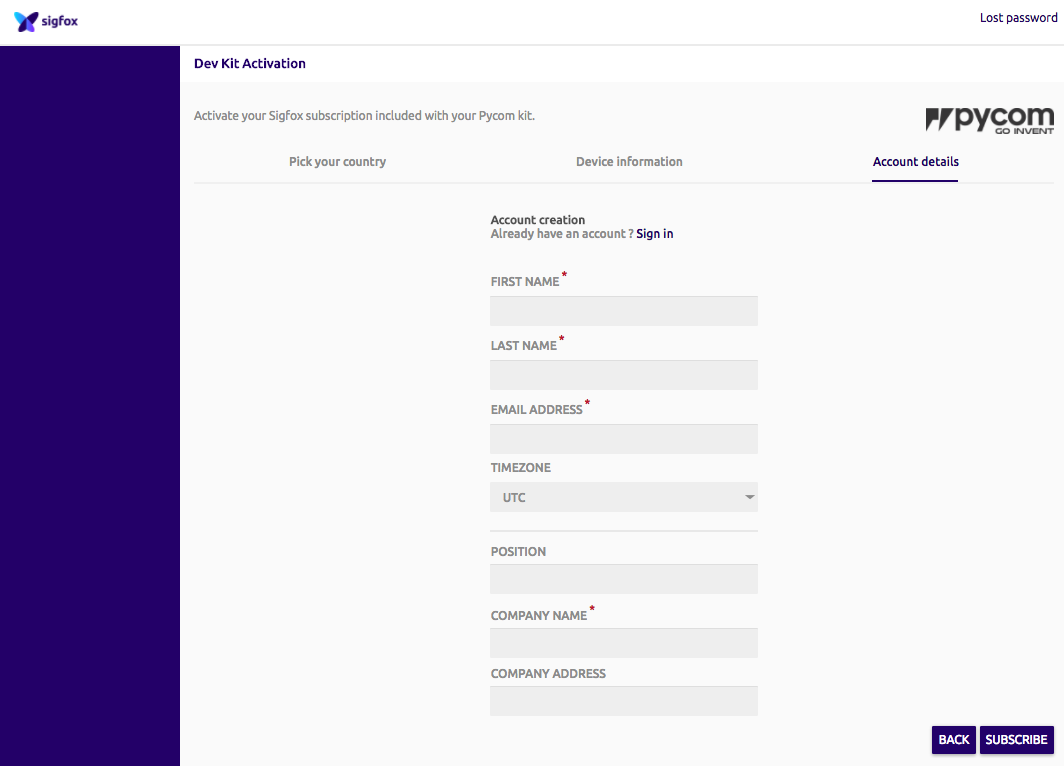 sigfox
Lost password
Dev Kit Activation
Activate your Sigfox subscription included with your Pycom kit.
pycom
GO INVENT
Pick your country
Device information
Account details
Account creation
Already have an account ? Sign in
FIRST NAME *
LAST NAME *
EMAIL ADDRESS *
TIMEZONE
UTC
POSITION
COMPANY NAME *
COMPANY ADDRESS
BACK
SUBSCRIBE